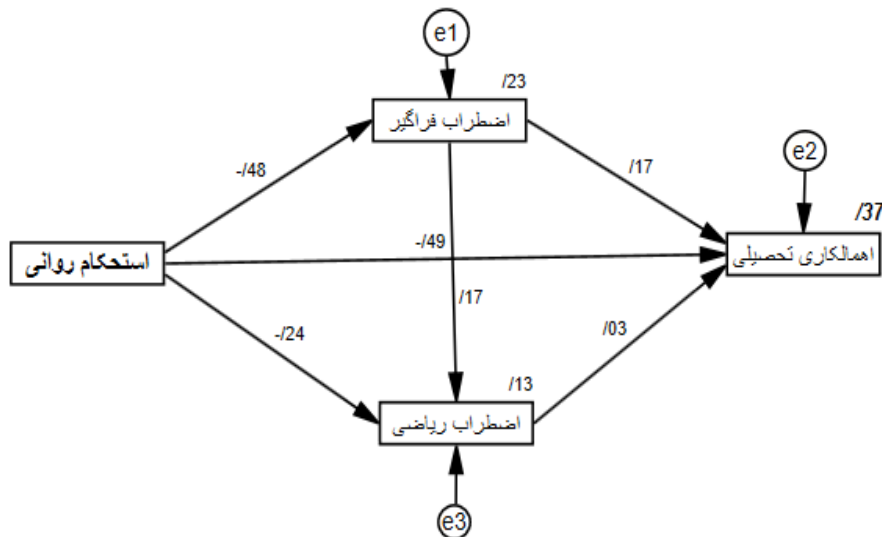 e1
/23
اضطراب فراگیر
e2
-/48
/17
/37
-/49
استحکام روانی
اهمالکاری تحصیلی
/17
-/24
/03
/13
اضطراب ریاضی
e3